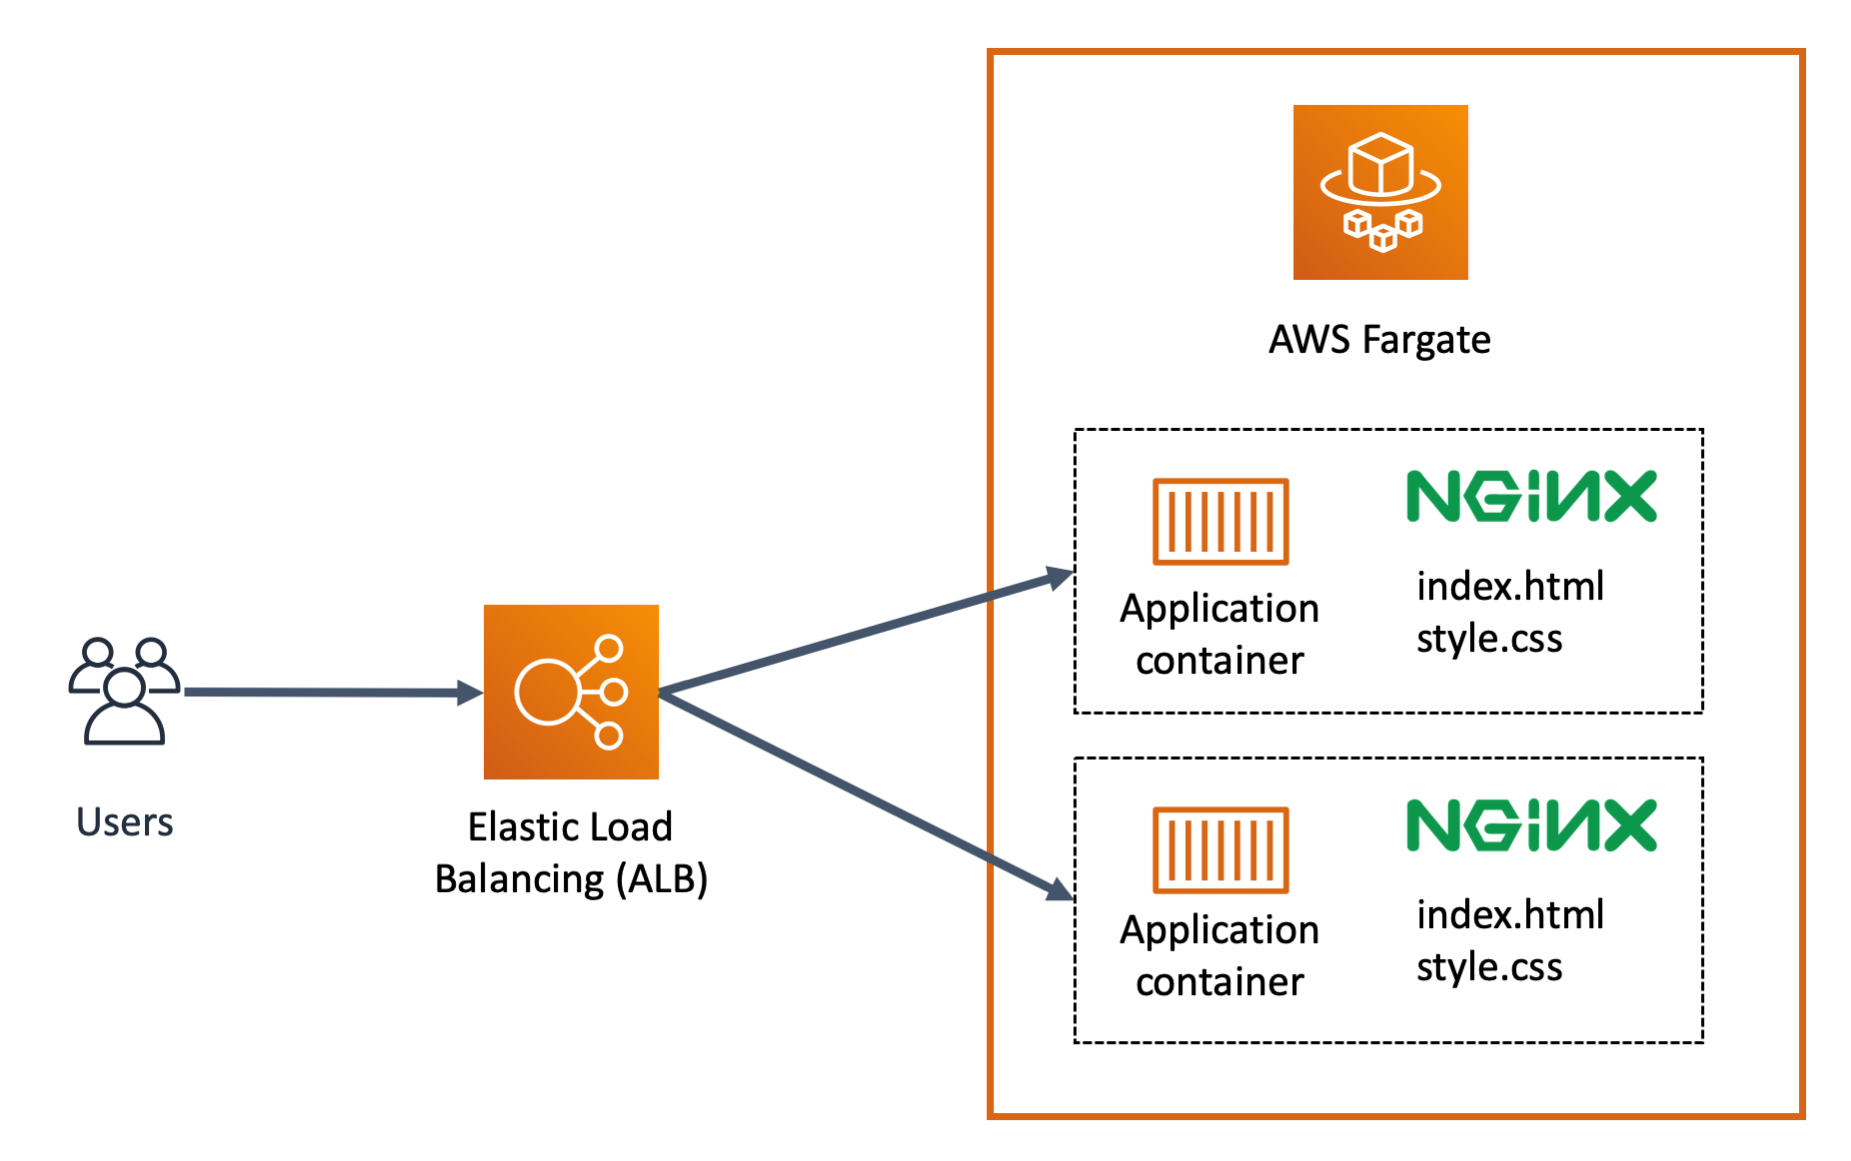 AWS Fargate
NGINX
Application
container
index.html
style.css
NGINX
Application
container
index.html
style.css
Users
Elastic Load
Balancing (ALB)